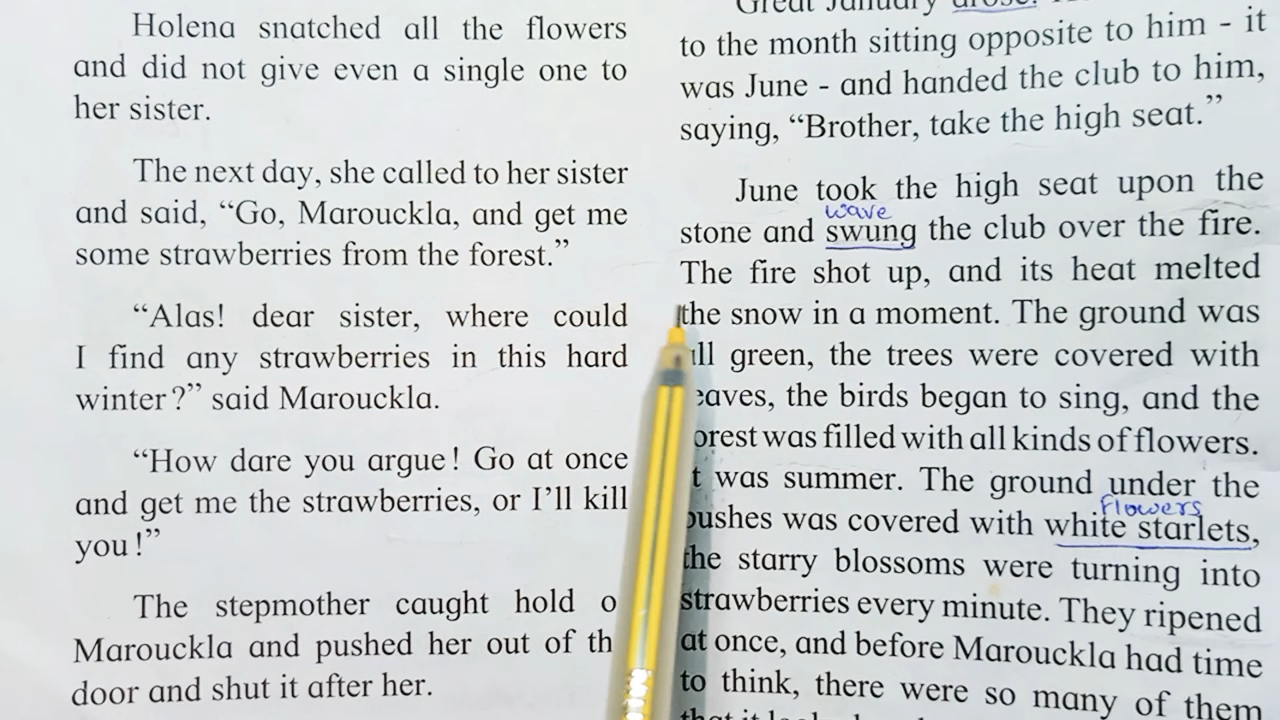 Holena snatched all the flowers
and did not give even a single one to
her sister.
The next day, she called to her sister
and said, “Go, Marouckla, and get me
some strawberries from the forest.”
“Alas! dear sister, where could
I find any strawberries in this hard
winter?” said Marouckla.
“How dare you argue! Go at once
and get me the strawberries, or I’ll kill
you!”
The stepmother caught hold
Marouckla and pushed her out of
door and shut it after her.
Great January arose.
to the month sitting opposite to him - it
was June - and handed the club to him,
saying, “Brother, take the high seat.”
June took the high seat upon the
wave
stone and swung the club over the fire.
The fire shot up, and its heat melted
the snow in a moment. The ground was
green, the trees were covered with
the birds began to sing, and the
was filled with all kinds of flowers.
was summer. The ground under the
flowers
bushes was covered with white starlets,
the starry blossoms were turning into
strawberries every minute. They ripened
at once, and before Marouckla had time
to think, there were so many of them